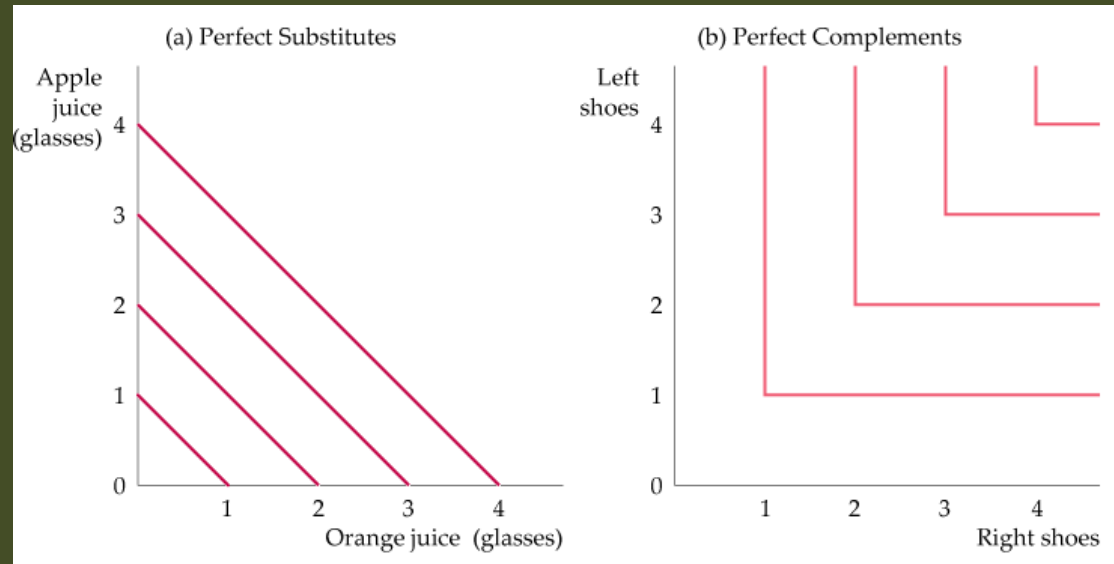 (a) Perfect Substitutes
Apple
juice
(glasses)
4
3
2
1
0
1 2 3 4
Orange juice (glasses)
(b) Perfect Complements
Left
shoes
4
3
2
1
0
1 2 3 4
Right shoes